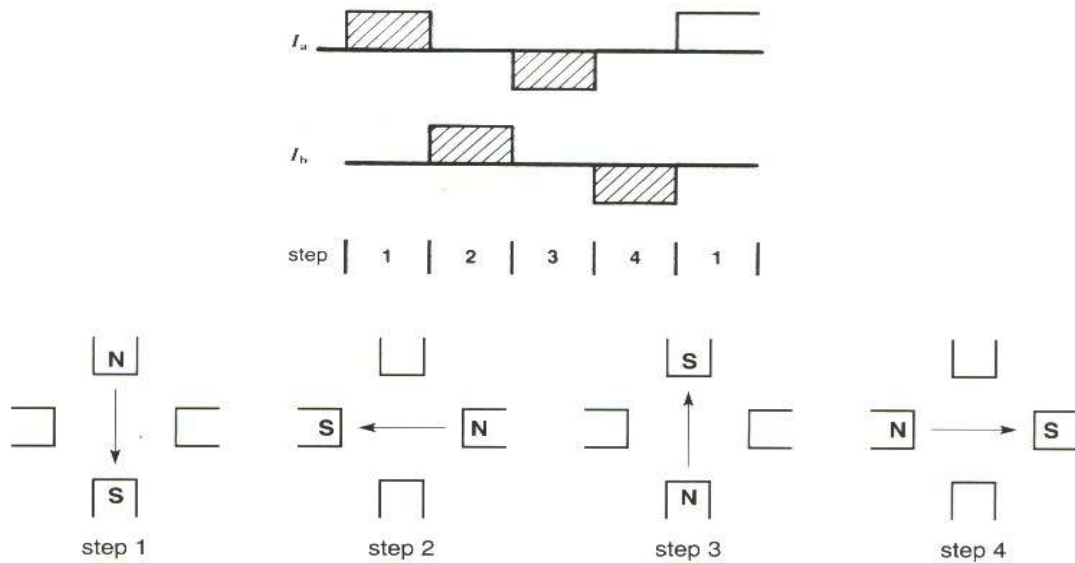 Ia
Ib
step 1 2 3 4 1
N
S
step 1
S N
step 2
S
N
step 3
N S
step 4